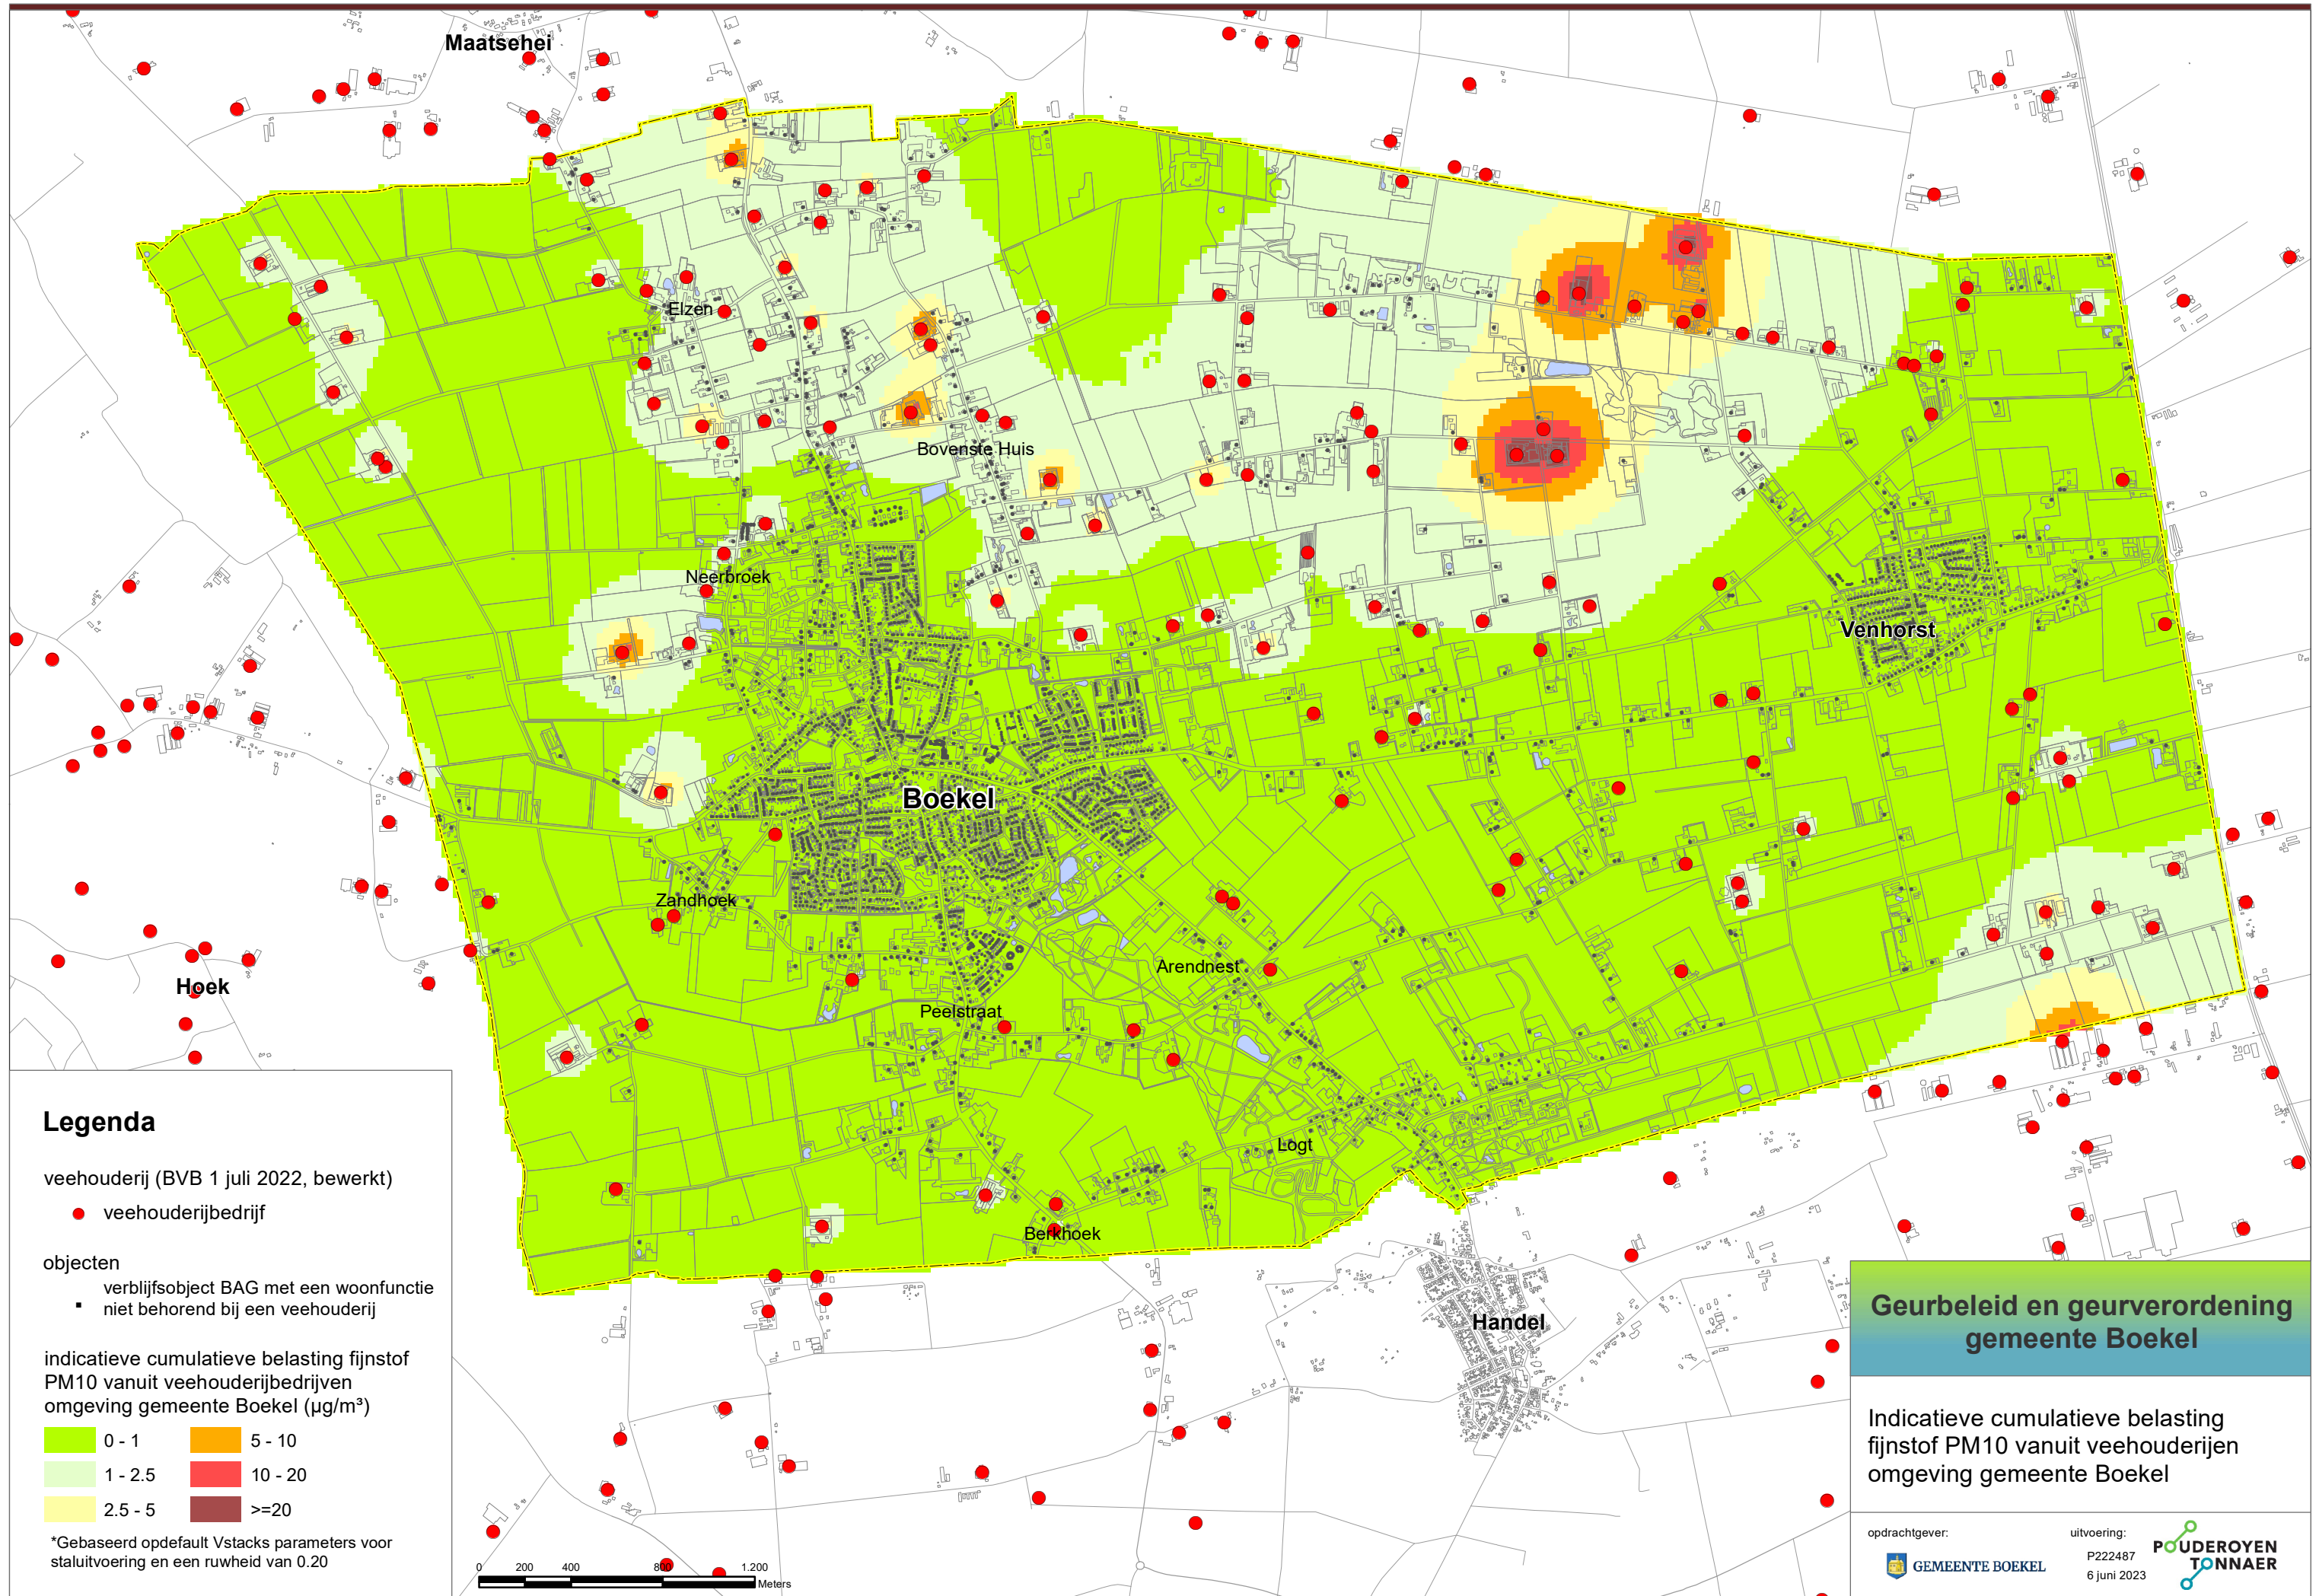 Maatsehei
Elzen
Bovenste Huis
Neerbroek
Venhorst
Boekel
Zandhoek
Arendnest
Hoek
Peelstraat
Logt
Berkhoek
Handel
Legenda
veehouderij (BVB 1 juli 2022, bewerkt)
veehouderijbedrijf
objecten
verblijfsobject BAG met een woonfunctie
niet behorend bij een veehouderij
indicatieve cumulatieve belasting fijnstof
PM10 vanuit veehouderijbedrijven
omgeving gemeente Boekel (µg/m³)
0 - 1
5 - 10
1 - 2.5
10 - 20
2.5 - 5
>=20
*Gebaseerd opdefault Vstacks parameters voor
staluitvoering en een ruwheid van 0.20
0 200 400 800 1.200
Meters
Geurbeleid en geurverordening
gemeente Boekel
Indicatieve cumulatieve belasting
fijnstof PM10 vanuit veehouderijen
omgeving gemeente Boekel
opdrachtgever:
GEMEENTE BOEKEL
uitvoering:
P222487
6 juni 2023
POUDEROYEN
TONNAER